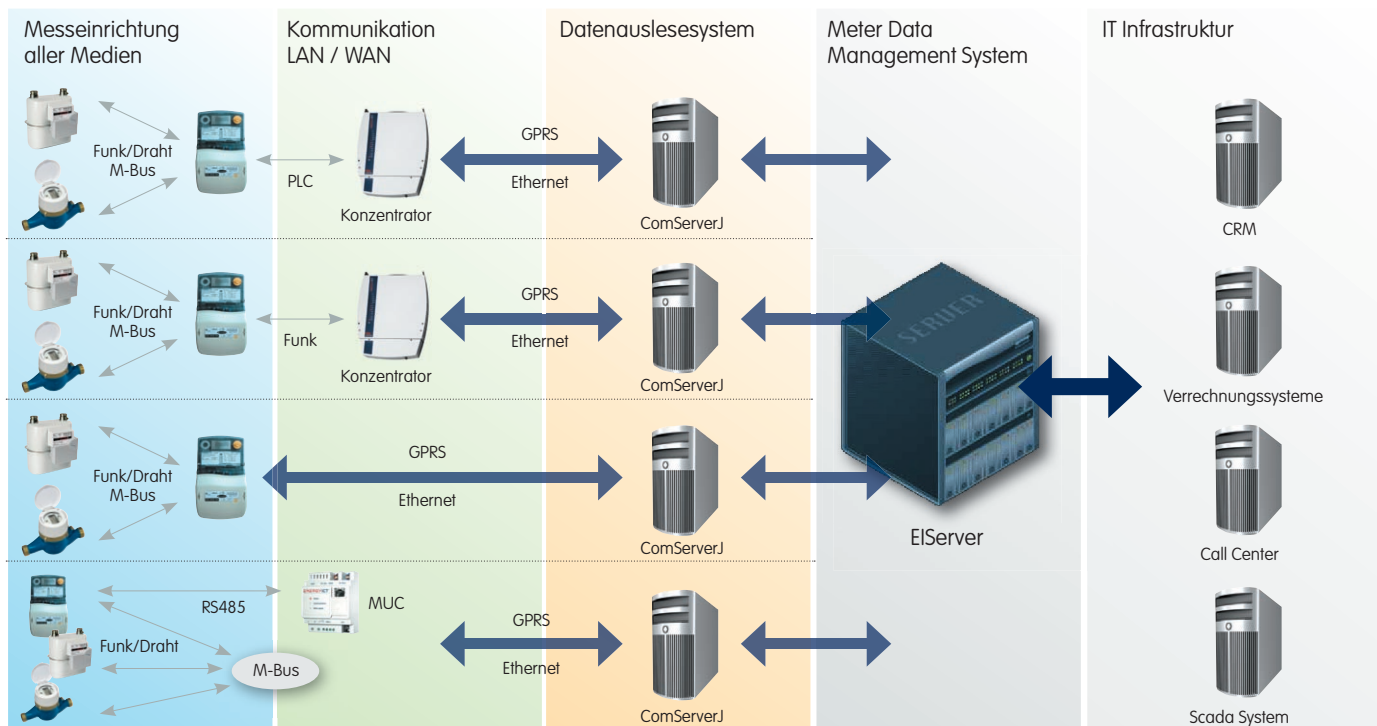 Messeinrichtung
aller Medien
Kommunikation
LAN / WAN
Datenauslesesystem
Meter Data
Management System
IT Infrastruktur
Funk/Draht
M-Bus
PLC
Konzentrator
GPRS
Ethernet
ComServerJ
CRM
Funk/Draht
M-Bus
Funk
Konzentrator
GPRS
Ethernet
ComServerJ
SERVER
EIServer
Verrechnungssysteme
Funk/Draht
M-Bus
GPRS
Ethernet
ComServerJ
Call Center
RS485
MUC
Funk/Draht
M-Bus
GPRS
Ethernet
ComServerJ
Scada System